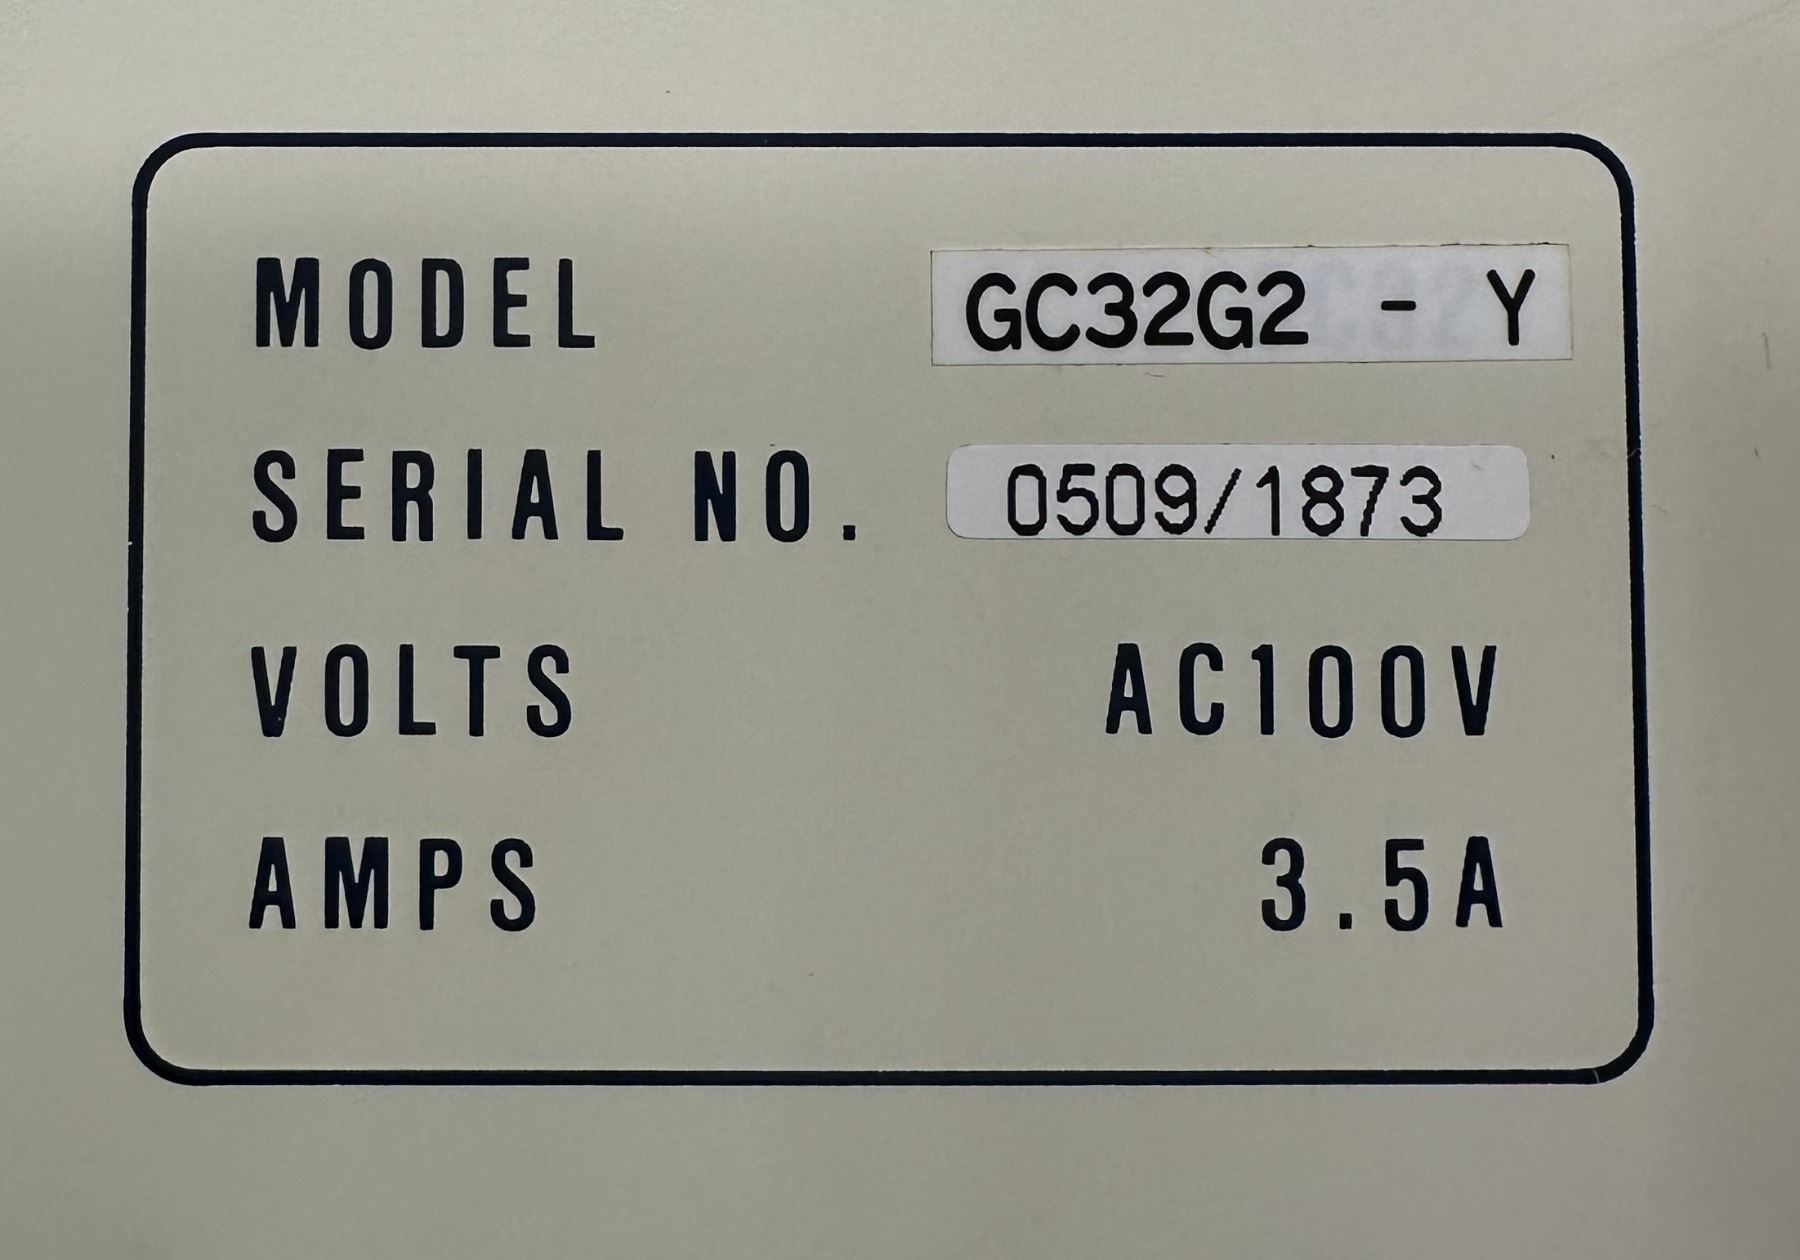 MODEL GC32G2 - Y
SERIAL NO. 0509/1873
VOLTS AC100V
AMPS 3.5A